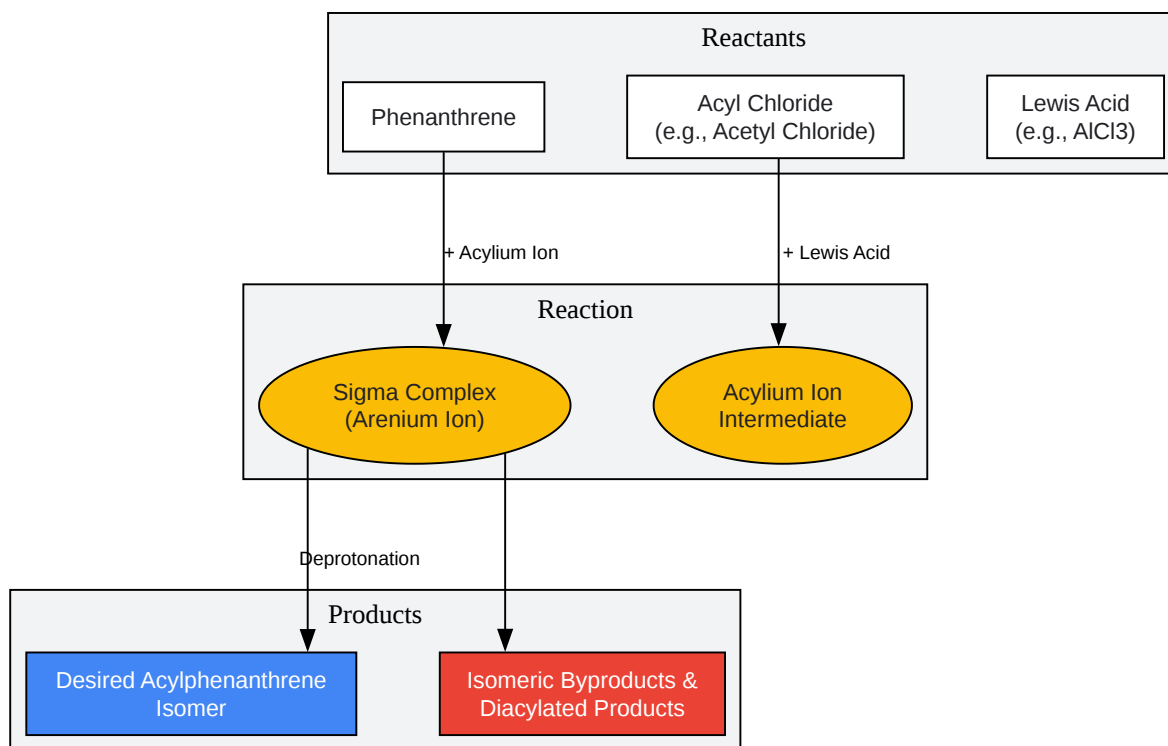 Reactants
Phenanthrene
Acyl Chloride
(e.g., Acetyl Chloride)
Lewis Acid
(e.g., AlCl3)
+ Acylium Ion
+ Lewis Acid
Reaction
Sigma Complex
(Arenium Ion)
Acylium Ion
Intermediate
Deprotonation
Products
Desired Acylphenanthrene
Isomer
Isomeric Byproducts &
Diacylated Products